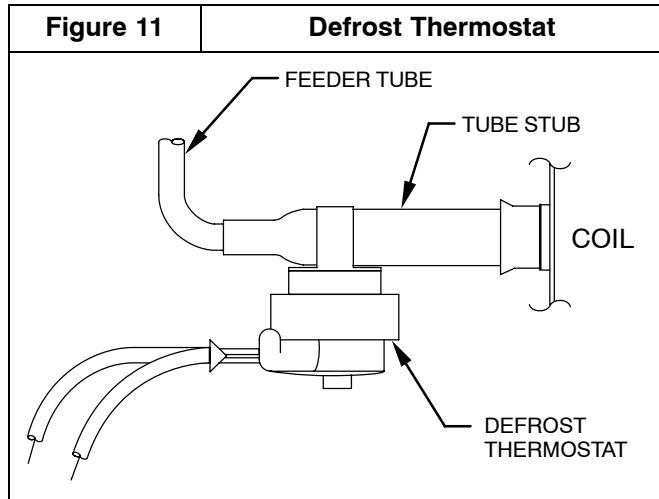 Figure 11
Defrost Thermostat
FEEDER TUBE
TUBE STUB
COIL
DEFROST
THERMOSTAT